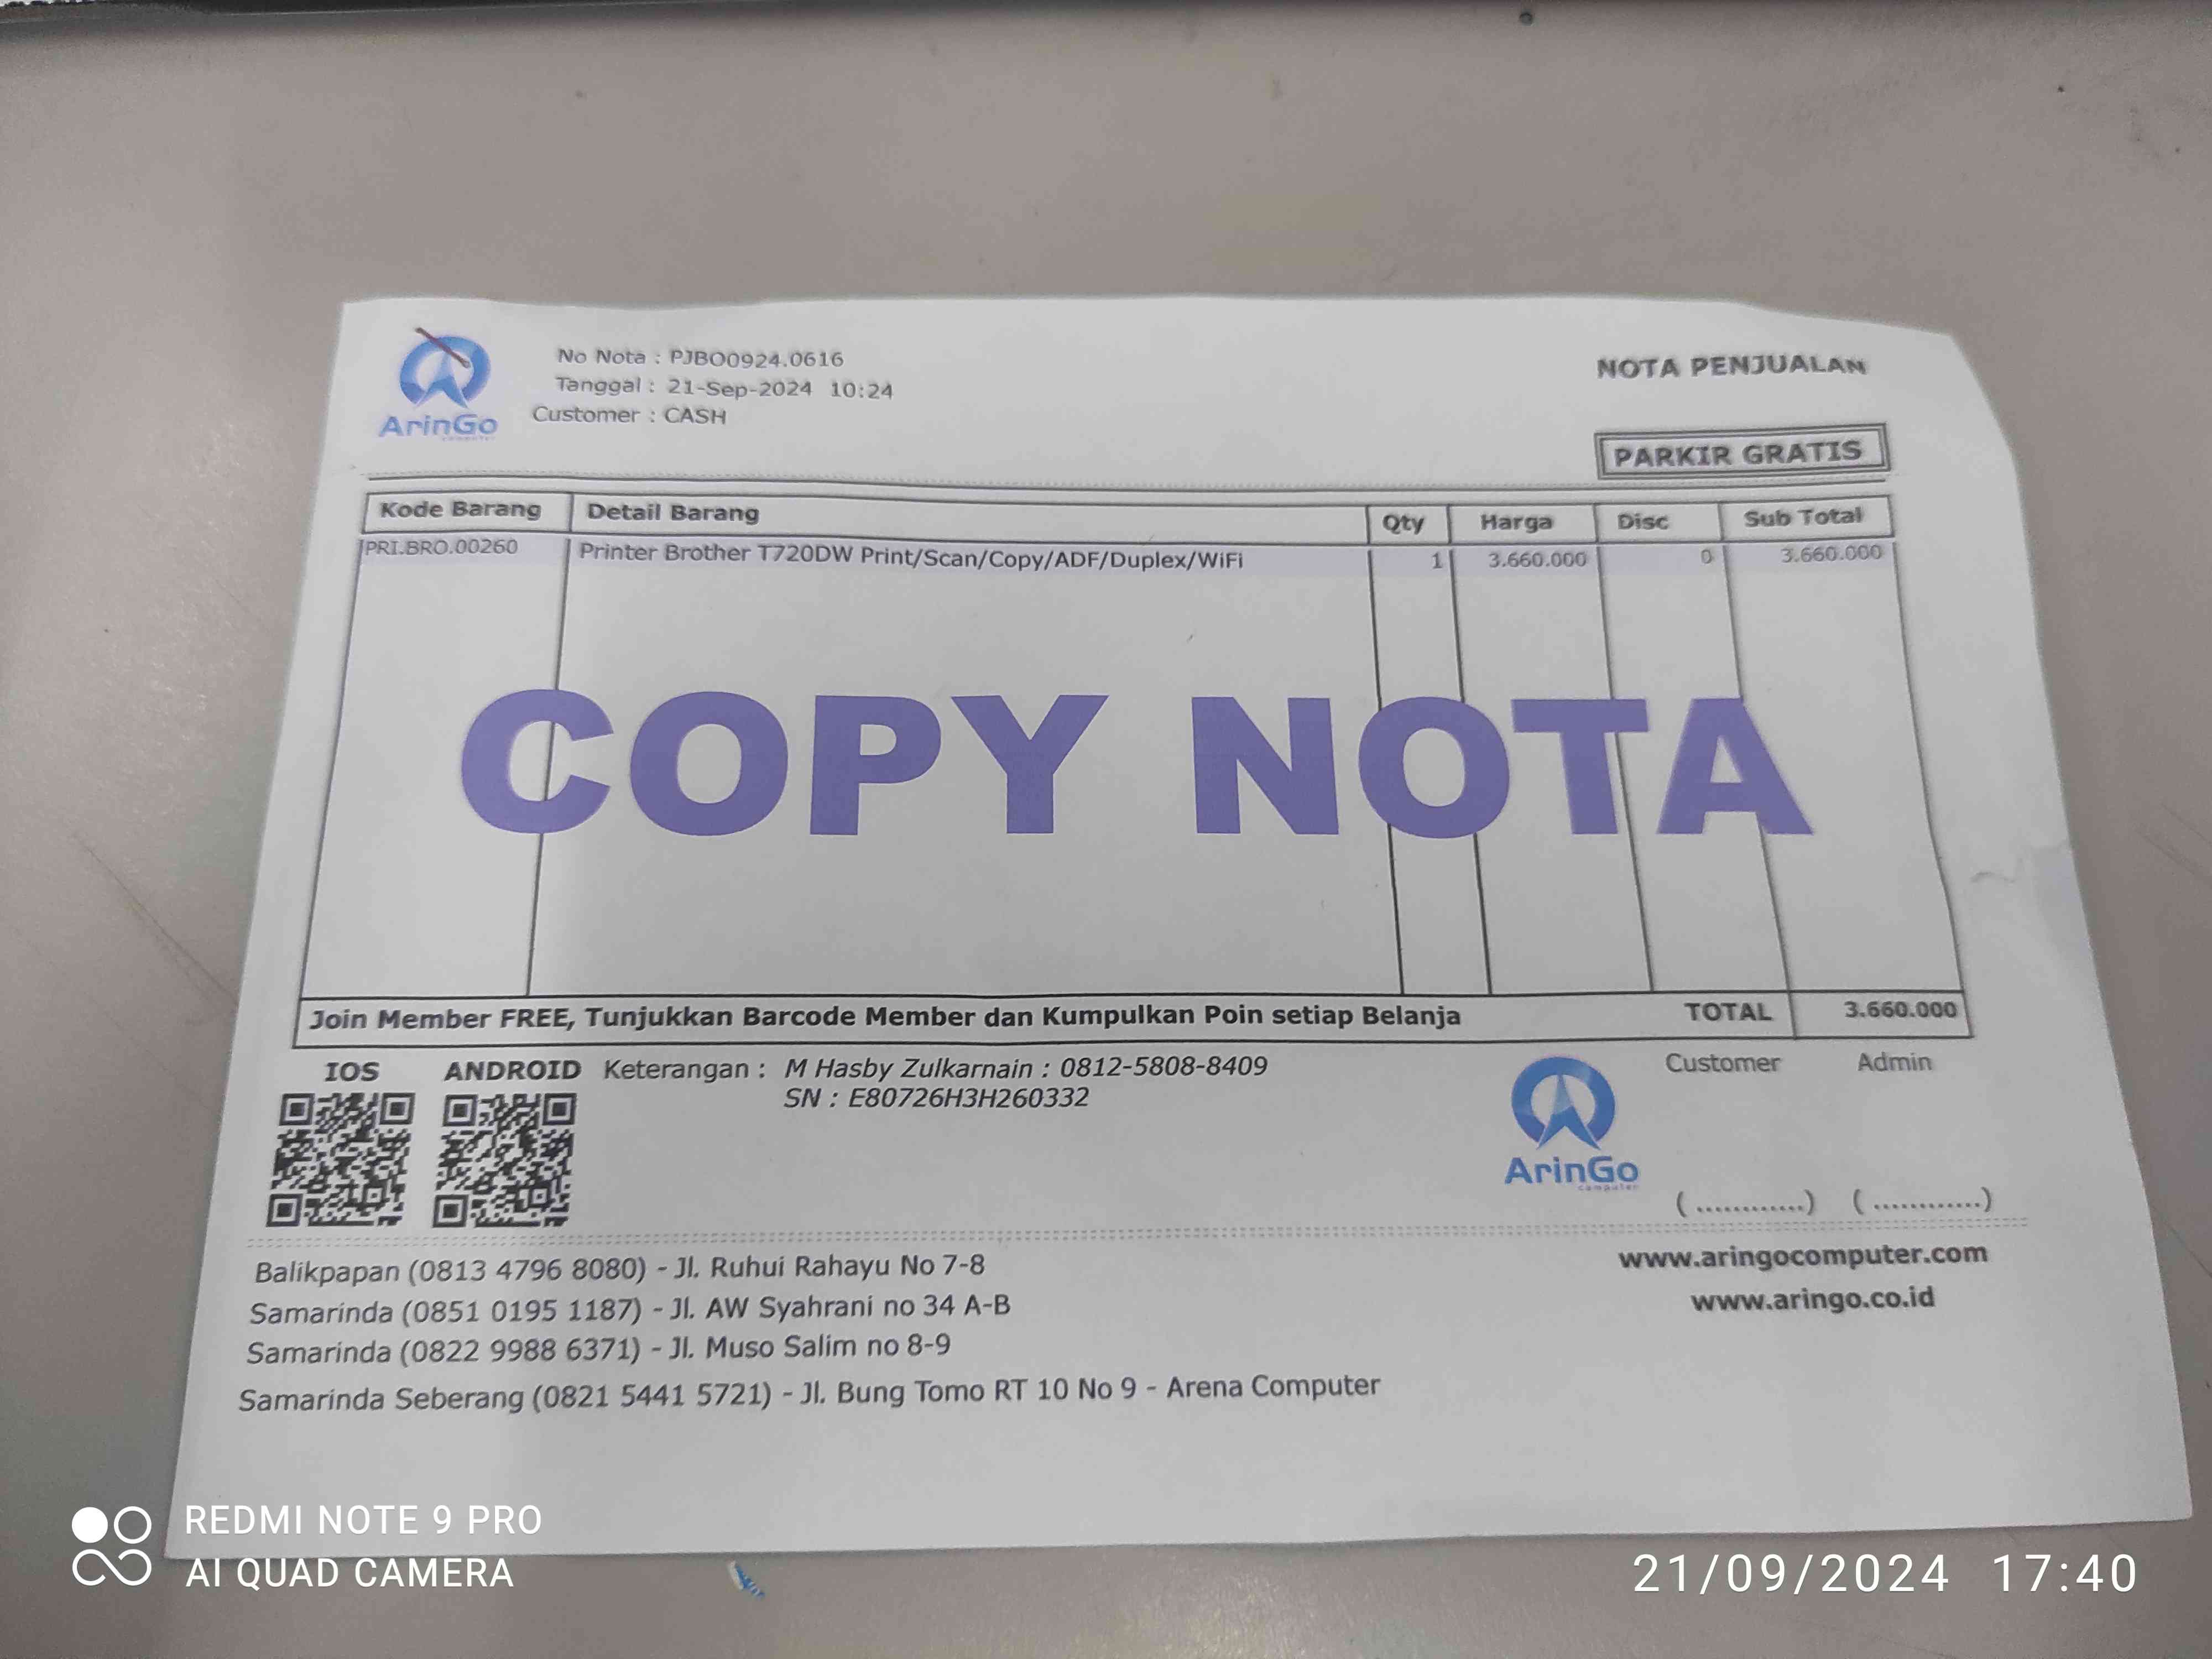 ArinGo
computer
No Nota : PJBO0924.0616
Tanggal : 21-Sep-2024 10:24
Customer : CASH
NOTA PENJUALAN
PARKIR GRATIS
Kode Barang Detail Barang Qty Harga Disc Sub Total
PRI.BRO.00260 Printer Brother T720DW Print/Scan/Copy/ADF/Duplex/WiFi 1 3.660.000 0 3.660.000
COPY NOTA
Join Member FREE, Tunjukkan Barcode Member dan Kumpulkan Poin setiap Belanja TOTAL 3.660.000
IOS ANDROID Keterangan : M Hasby Zulkarnain : 0812-5808-8409
SN : E80726H3H260332
ArinGo
computer
Customer Admin
(............) (............)
Balikpapan (0813 4796 8080) - Jl. Ruhui Rahayu No 7-8
Samarinda (0851 0195 1187) - Jl. AW Syahrani no 34 A-B
Samarinda (0822 9988 6371) - Jl. Muso Salim no 8-9
Samarinda Seberang (0821 5441 5721) - Jl. Bung Tomo RT 10 No 9 - Arena Computer
www.aringocomputer.com
www.aringo.co.id
REDMI NOTE 9 PRO
AI QUAD CAMERA
21/09/2024 17:40